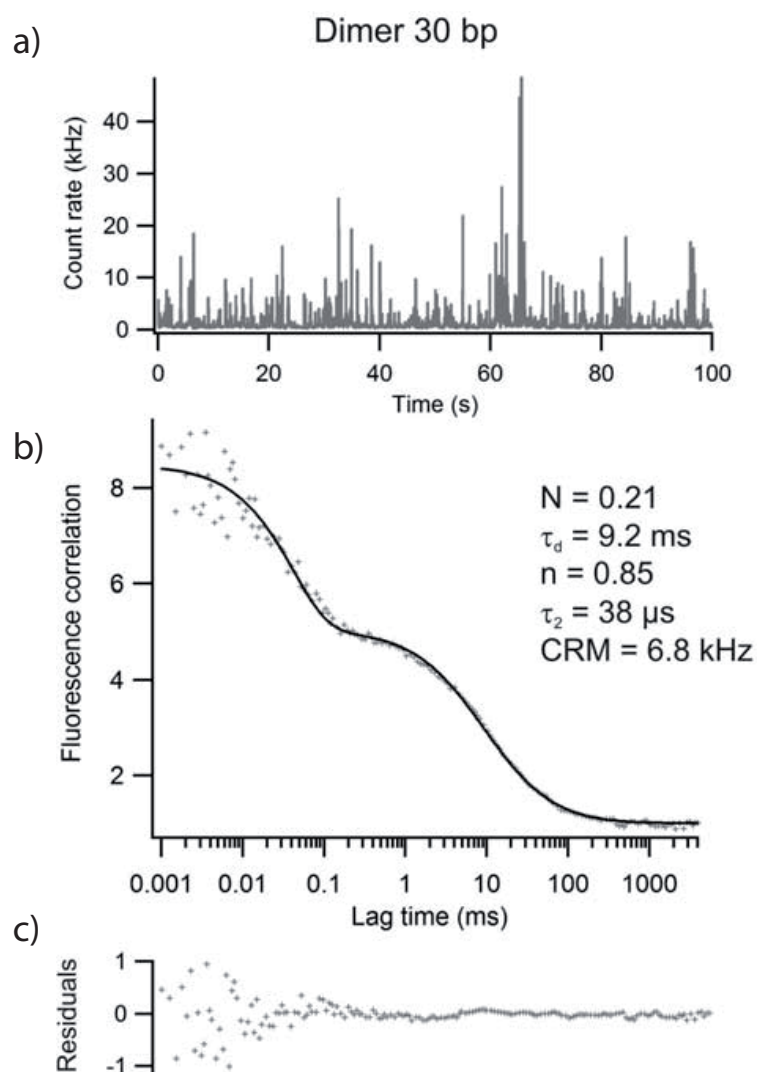 a)
Dimer 30 bp
Count rate (kHz)
40
30
20
10
0
0 20 40 60 80 100
Time (s)
b)
Fluorescence correlation
8
6
4
2
N = 0.21
τd = 9.2 ms
n = 0.85
τ2 = 38 µs
CRM = 6.8 kHz
0.001 0.01 0.1 1 10 100 1000
Lag time (ms)
c)
Residuals
1
0
-1